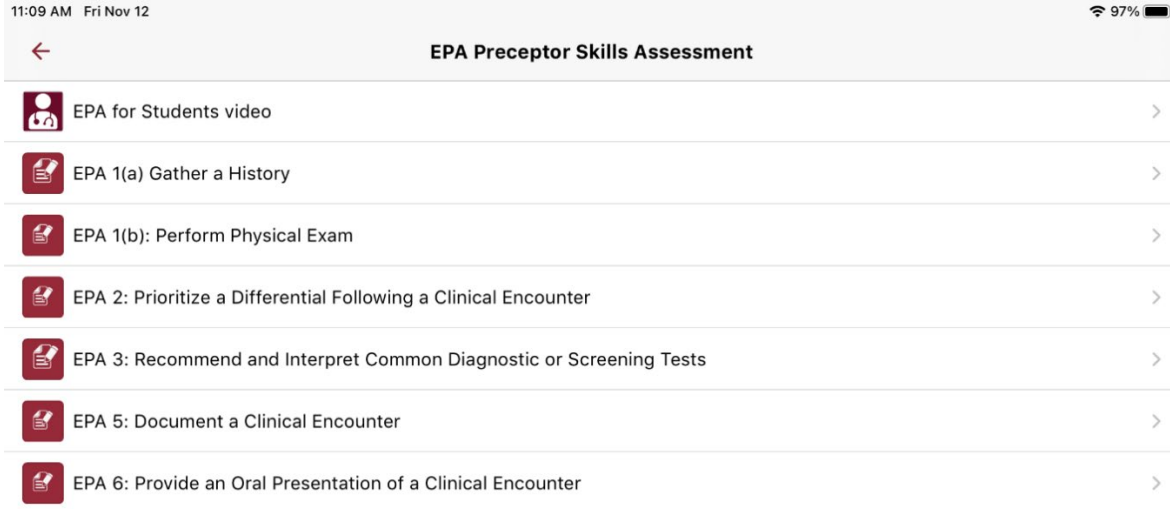 11:09 AM Fri Nov 12 97%
EPA Preceptor Skills Assessment
EPA for Students video
EPA 1(a) Gather a History
EPA 1(b): Perform Physical Exam
EPA 2: Prioritize a Differential Following a Clinical Encounter
EPA 3: Recommend and Interpret Common Diagnostic or Screening Tests
EPA 5: Document a Clinical Encounter
EPA 6: Provide an Oral Presentation of a Clinical Encounter